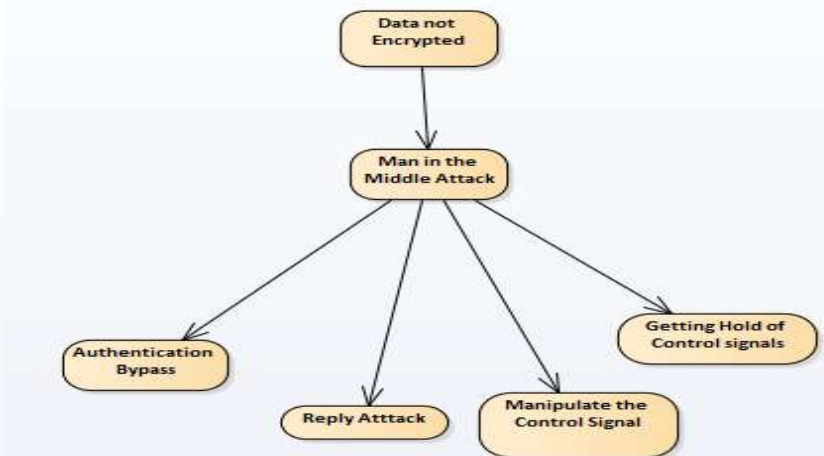 Data not
Encrypted
Man in the
Middle Attack
Getting Hold of
Control signals
Authentication
Bypass
Reply Atttack
Manipulate the
Control Signal